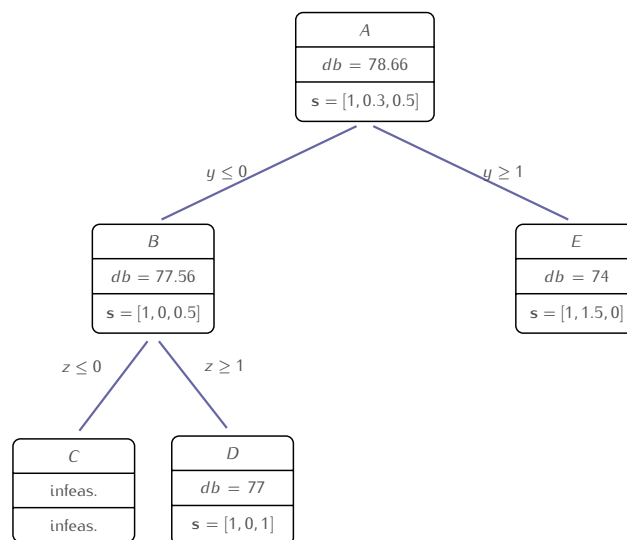 A
db = 78.66
s = [1, 0.3, 0.5]
y ≤ 0
y ≥ 1
B
db = 77.56
s = [1, 0, 0.5]
E
db = 74
s = [1, 1.5, 0]
z ≤ 0
z ≥ 1
C
infeas.
infeas.
D
db = 77
s = [1, 0, 1]